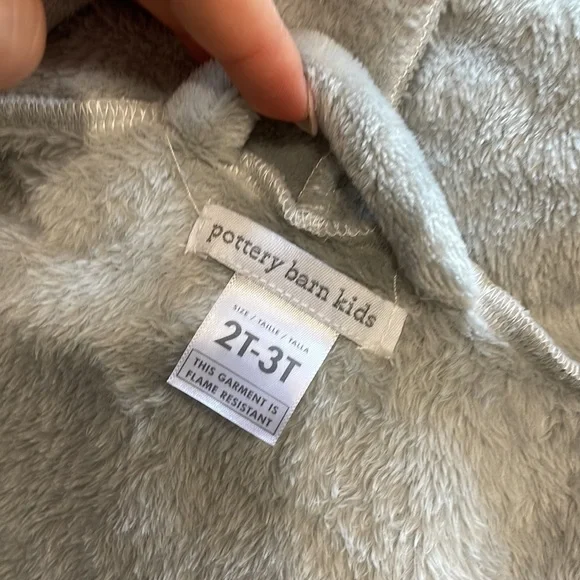 pottery barn kids
SIZE / TAILLE / TALLA
2T-3T
THIS GARMENT IS
FLAME RESISTANT